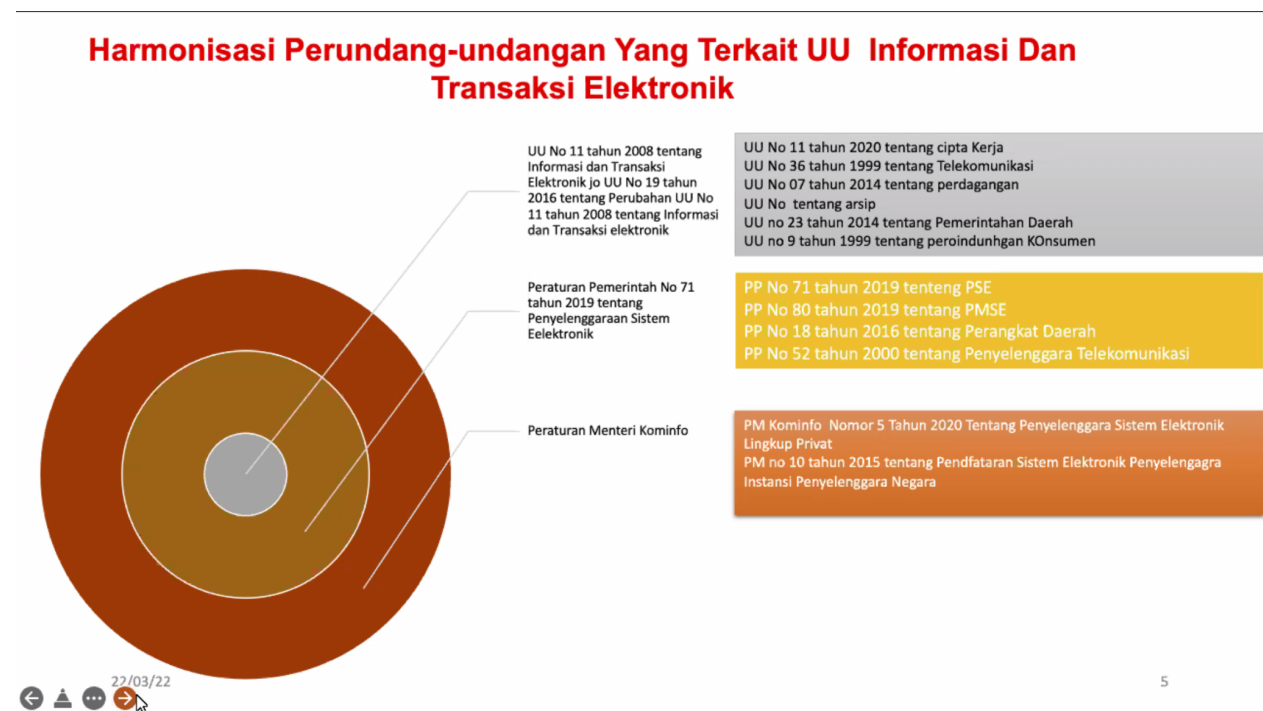 Harmonisasi Perundang-undangan Yang Terkait UU  Informasi Dan
Transaksi Elektronik
UU No 11 tahun 2008 tentang
Informasi dan Transaksi
Elektronik jo UU No 19 tahun
2016 tentang Perubahan UU No
11 tahun 2008 tentang Informasi
dan Transaksi elektronik
UU No 11 tahun 2020 tentang cipta Kerja
UU No 36 tahun 1999 tentang Telekomunikasi
UU No 07 tahun 2014 tentang perdagangan
UU No  tentang arsip
UU no 23 tahun 2014 tentang Pemerintahan Daerah
UU no 9 tahun 1999 tentang peroindunhgan KOnsumen
Peraturan Pemerintah No 71
tahun 2019 tentang
Penyelenggaraan Sistem
Eelektronik
PP No 71 tahun 2019 tenteng PSE
PP No 80 tahun 2019 tentang PMSE
PP No 18 tahun 2016 tentang Perangkat Daerah
PP No 52 tahun 2000 tentang Penyelenggara Telekomunikasi
Peraturan Menteri Kominfo
PM Kominfo  Nomor 5 Tahun 2020 Tentang Penyelenggara Sistem Elektronik
Lingkup Privat
PM no 10 tahun 2015 tentang Pendfataran Sistem Elektronik Penyelengagra
Instansi Penyelenggara Negara
22/03/22
5